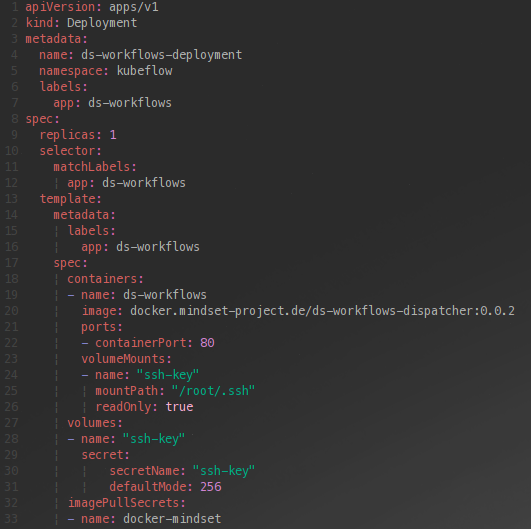 1 apiVersion: apps/v1
2 kind: Deployment
3 metadata:
4   name: ds-workflows-deployment
5   namespace: kubeflow
6   labels:
7     app: ds-workflows
8 spec:
9   replicas: 1
10   selector:
11     matchLabels:
12       app: ds-workflows
13   template:
14     metadata:
15       labels:
16         app: ds-workflows
17     spec:
18       containers:
19       - name: ds-workflows
20         image: docker.mindset-project.de/ds-workflows-dispatcher:0.0.2
21         ports:
22         - containerPort: 80
23         volumeMounts:
24         - name: "ssh-key"
25           mountPath: "/root/.ssh"
26           readOnly: true
27       volumes:
28       - name: "ssh-key"
29         secret:
30             secretName: "ssh-key"
31             defaultMode: 256
32       imagePullSecrets:
33       - name: docker-mindset